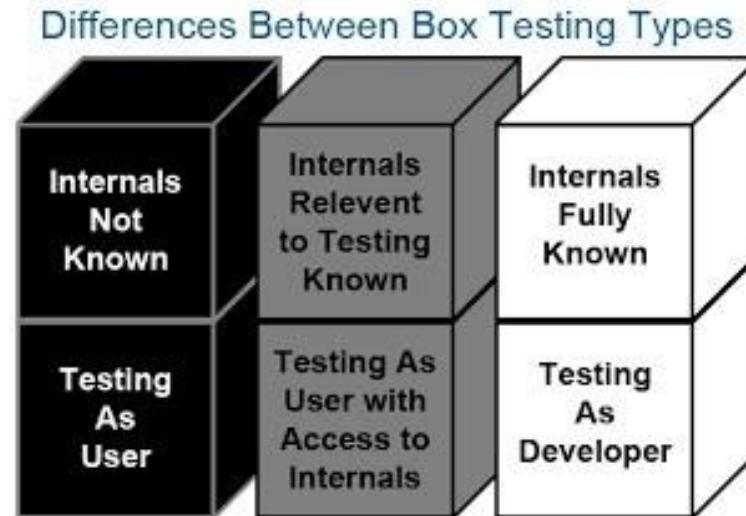 Differences Between Box Testing Types
Internals
Not
Known
Internals
Relevent
to Testing
Known
Internals
Fully
Known
Testing
As
User
Testing As
User with
Access to
Internals
Testing
As
Developer